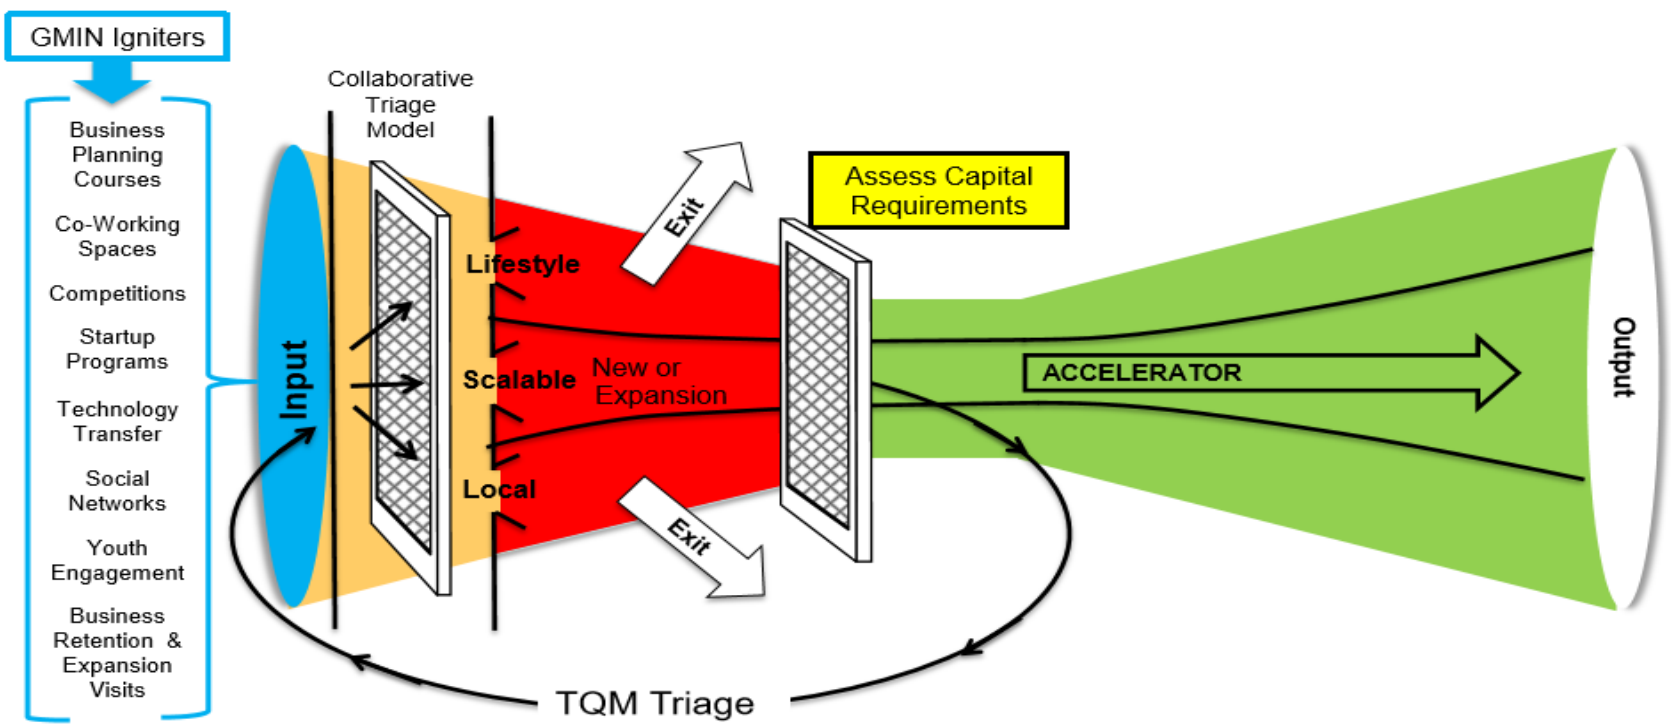 GMIN Igniters
Business
Planning
Courses
Co-Working
Spaces
Competitions
Startup
Programs
Technology
Transfer
Social
Networks
Youth
Engagement
Business
Retention &
Expansion
Visits
Input
Collaborative
Triage
Model
Lifestyle
Scalable
Local
New or
Expansion
Exit
Exit
Assess Capital
Requirements
ACCELERATOR
Output
TQM Triage